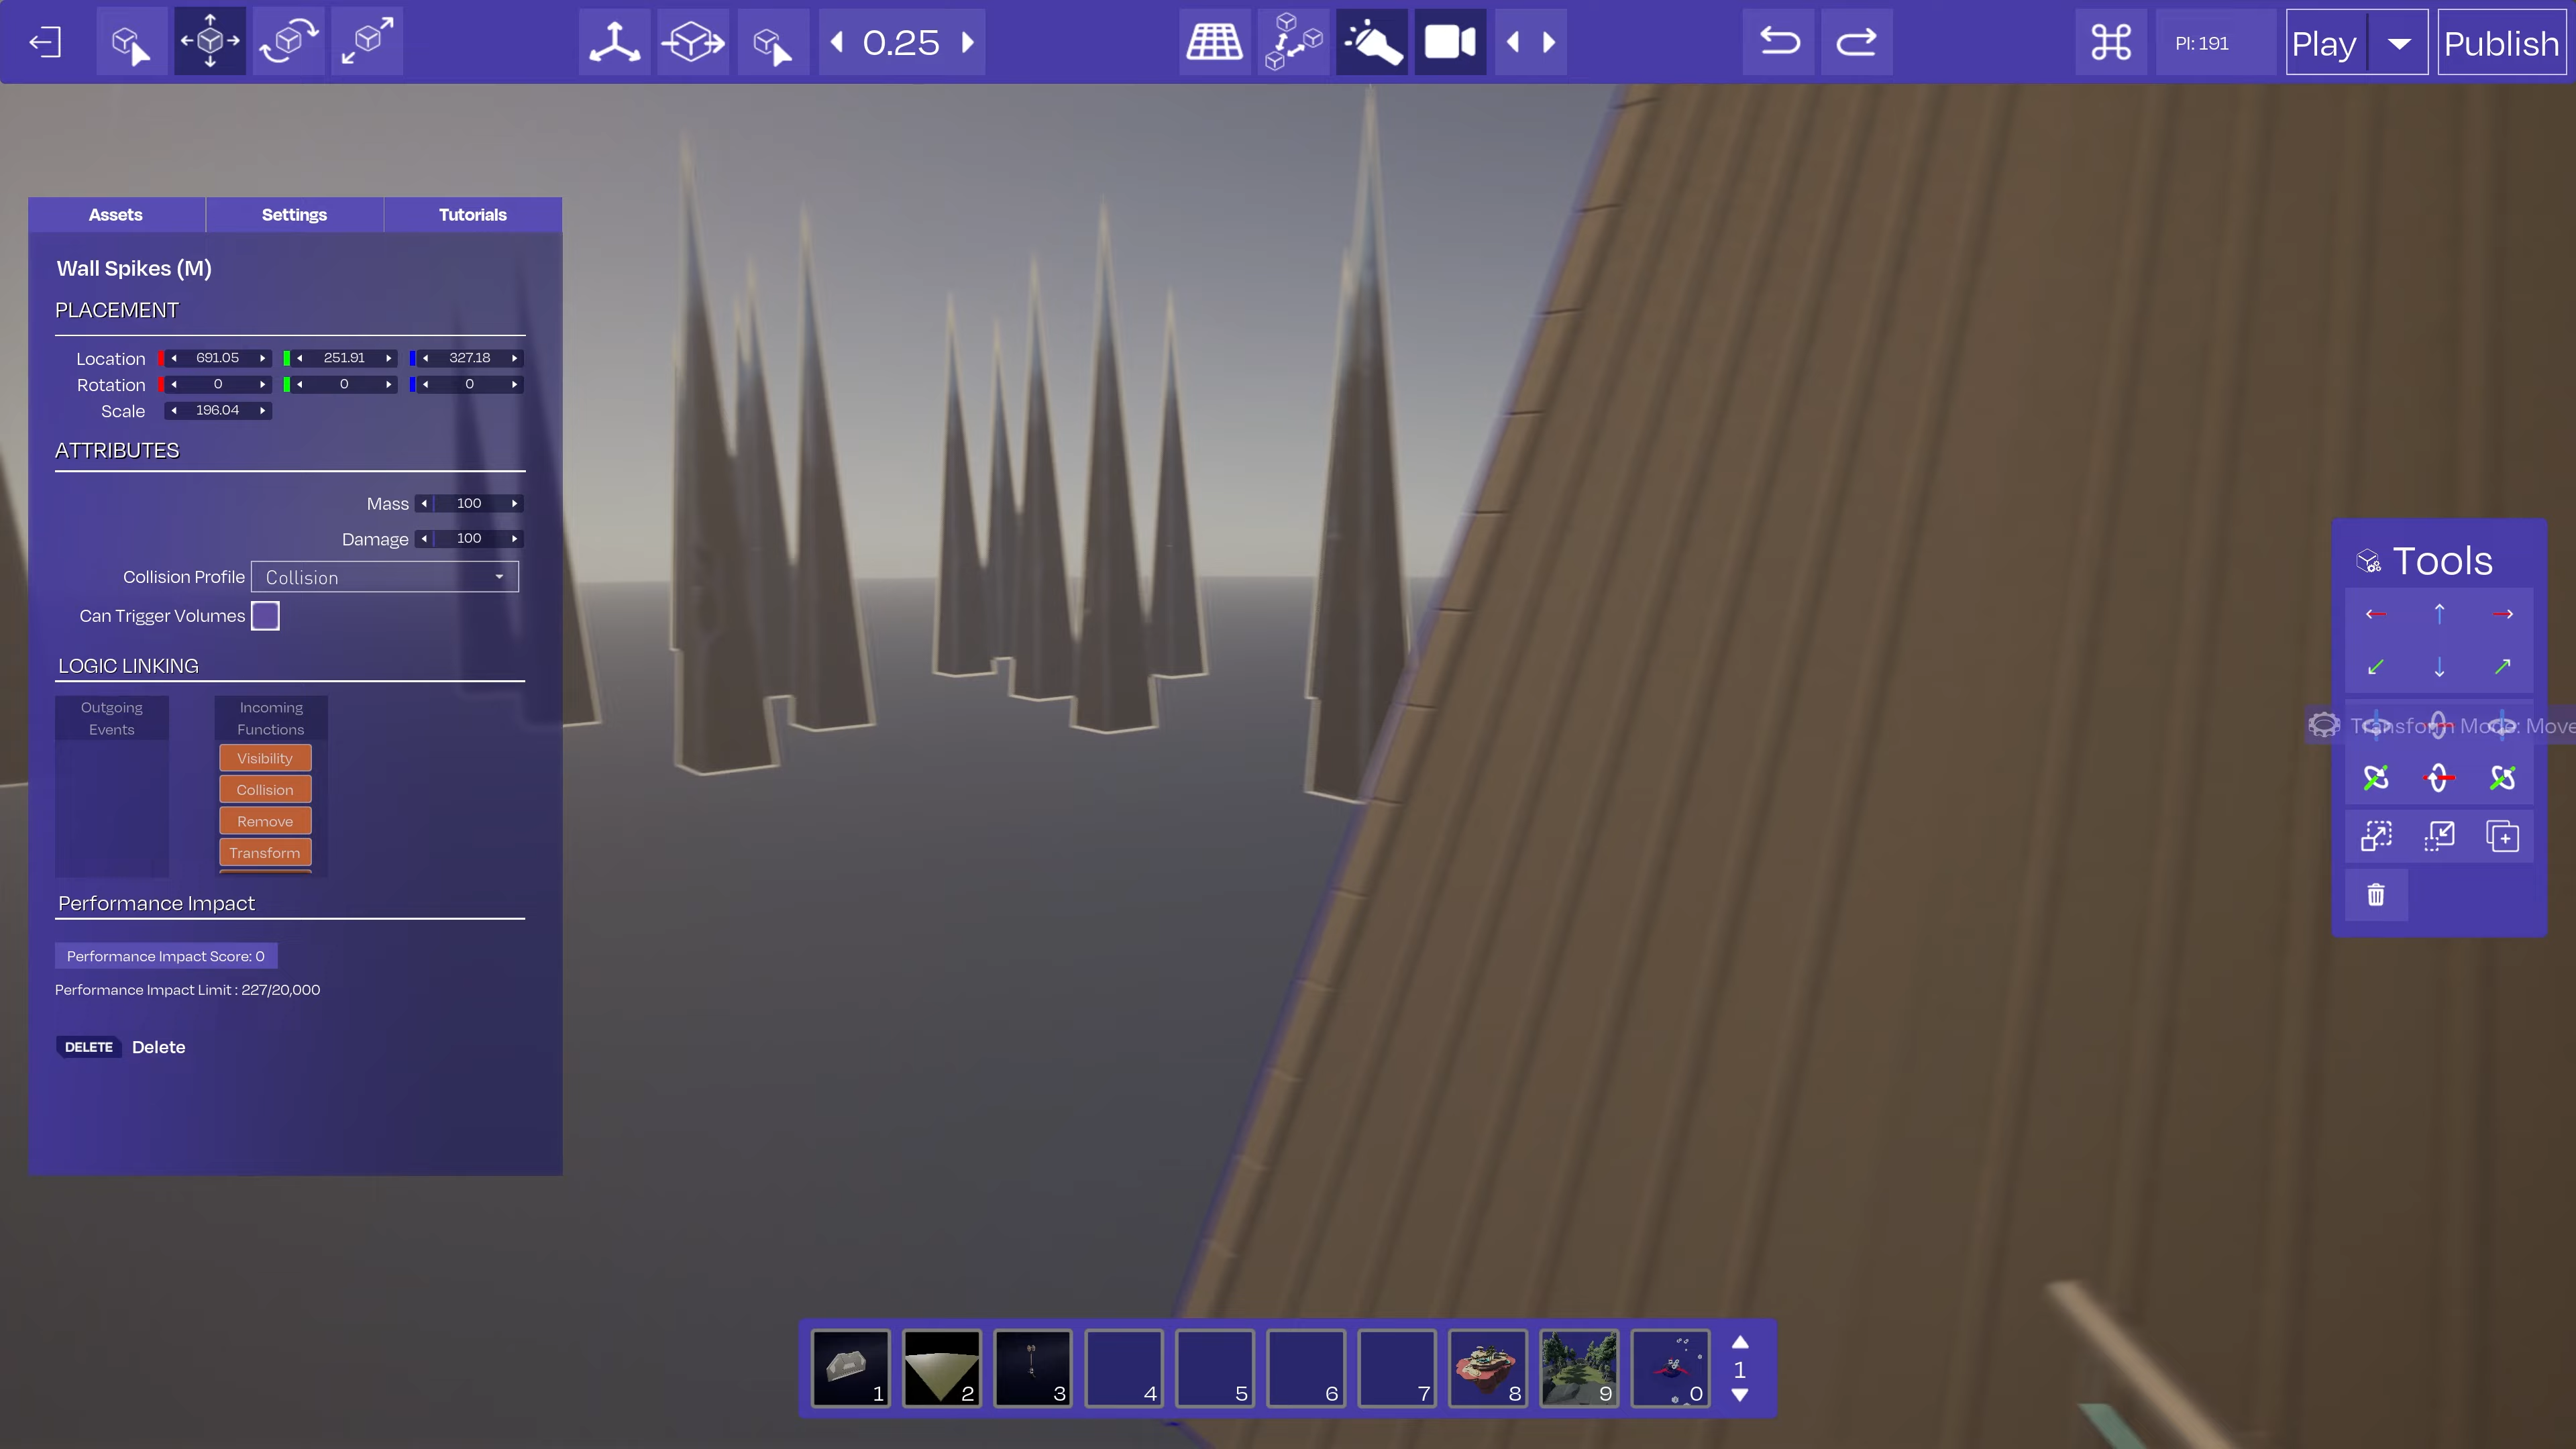 0.25
PI: 191
Play
Publish
Assets
Settings
Tutorials
Wall Spikes (M)
PLACEMENT
Location
691.05
251.91
327.18
Rotation
0
0
0
Scale
196.04
ATTRIBUTES
Mass
100
Damage
100
Collision Profile
Collision
Can Trigger Volumes
LOGIC LINKING
Outgoing
Events
Incoming
Functions
Visibility
Collision
Remove
Transform
Performance Impact
Performance Impact Score: 0
Performance Impact Limit : 227/20,000
DELETE
Delete
Tools
Transform Mode: Move
1
2
3
4
5
6
7
8
9
0
1